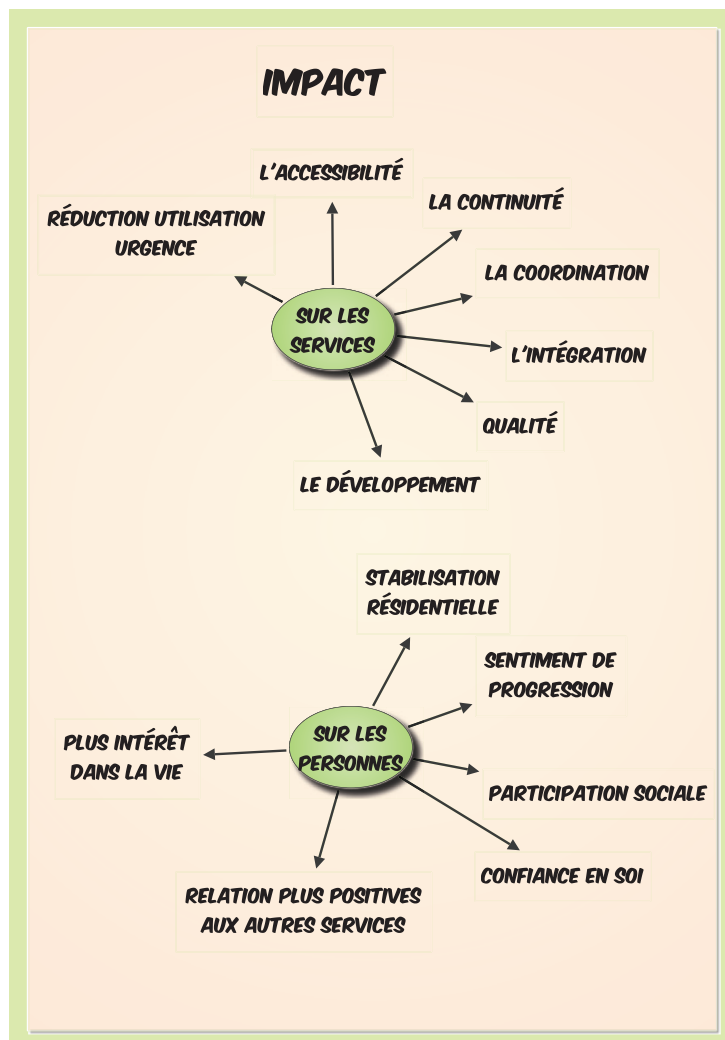 IMPACT
L'ACCESSIBILITÉ
LA CONTINUITÉ
RÉDUCTION UTILISATION
URGENCE
LA COORDINATION
SUR LES
SERVICES
L'INTÉGRATION
QUALITÉ
LE DÉVELOPPEMENT
STABILISATION
RÉSIDENTIELLE
SENTIMENT DE
PROGRESSION
SUR LES
PERSONNES
PLUS INTÉRÊT
DANS LA VIE
PARTICIPATION SOCIALE
CONFIANCE EN SOI
RELATION PLUS POSITIVES
AUX AUTRES SERVICES